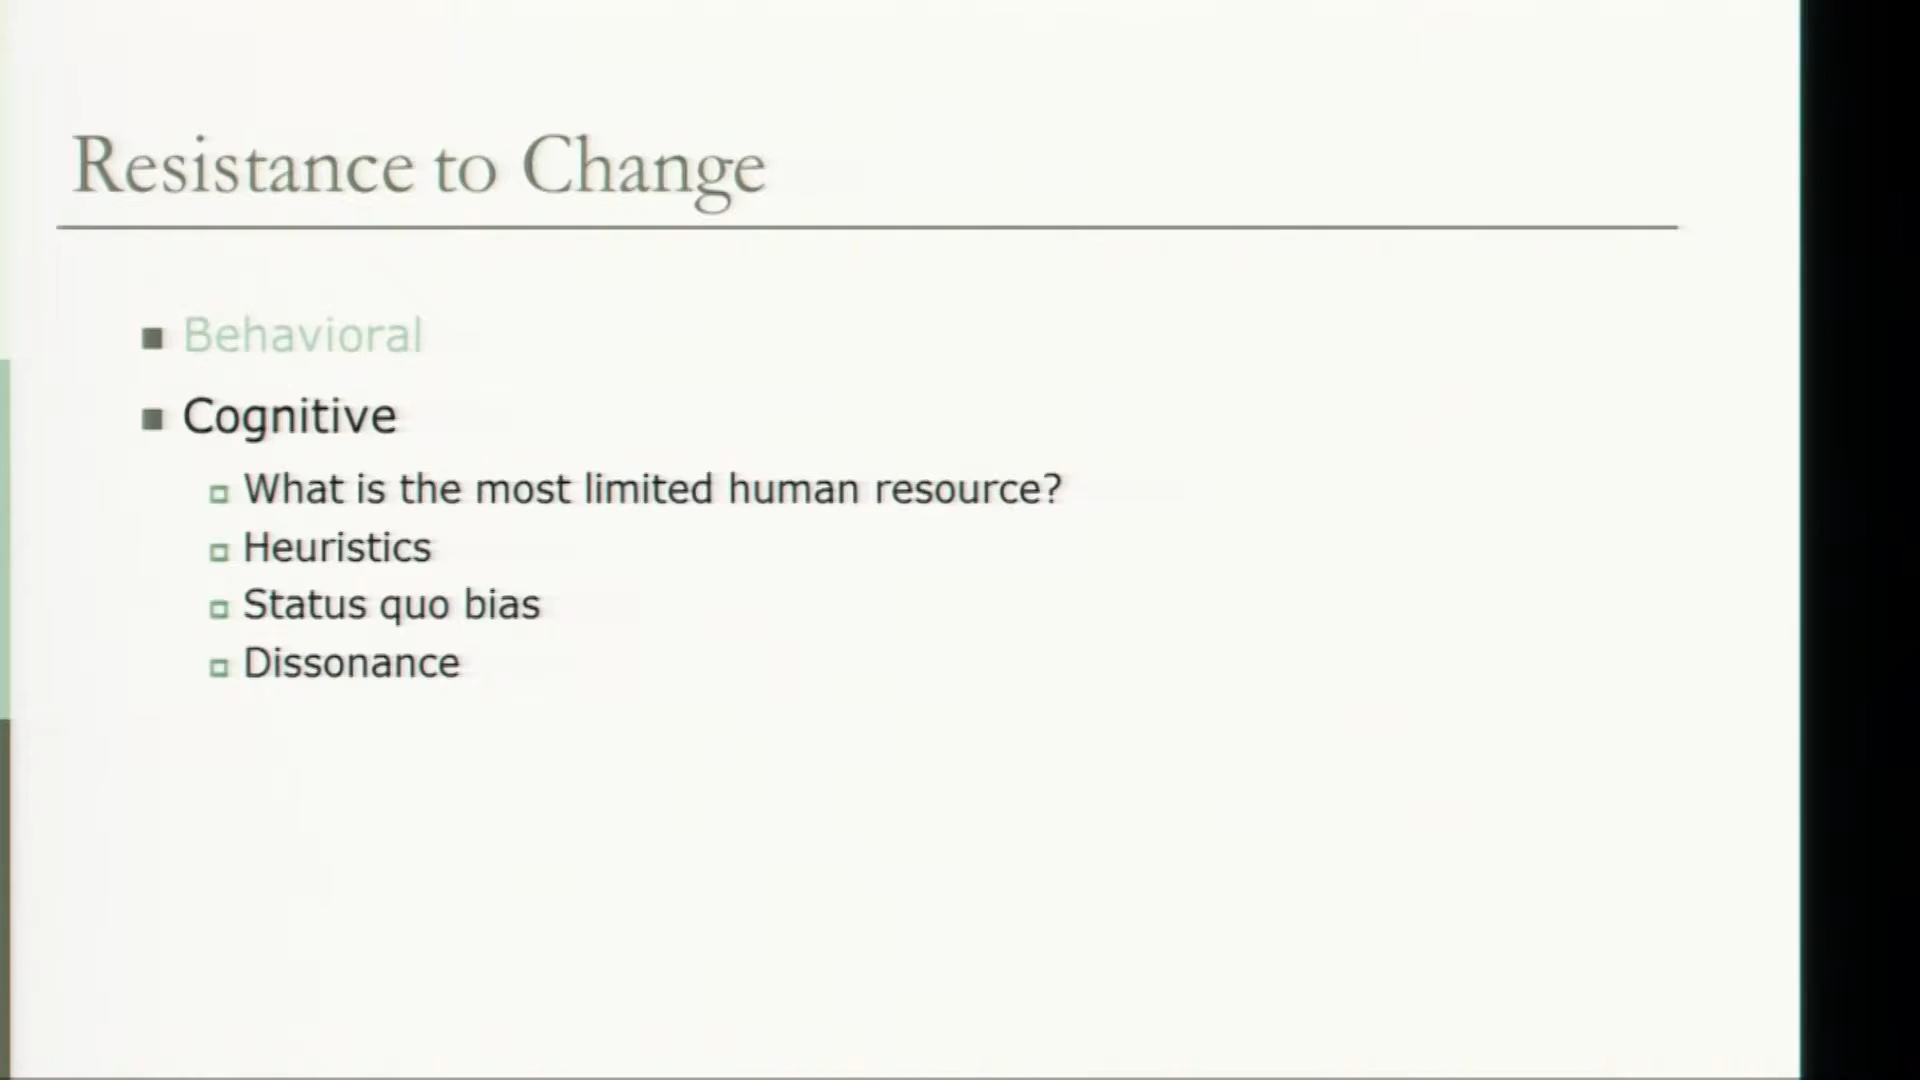 Resistance to Change
Behavioral
Cognitive
What is the most limited human resource?
Heuristics
Status quo bias
Dissonance